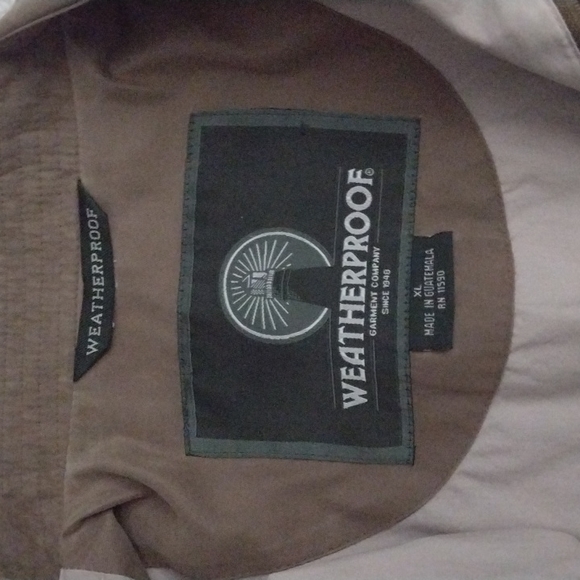 WEATHERPROOF
WEATHERPROOF®
GARMENT COMPANY
SINCE 1948
XL
MADE IN GUATEMALA
RN 11590